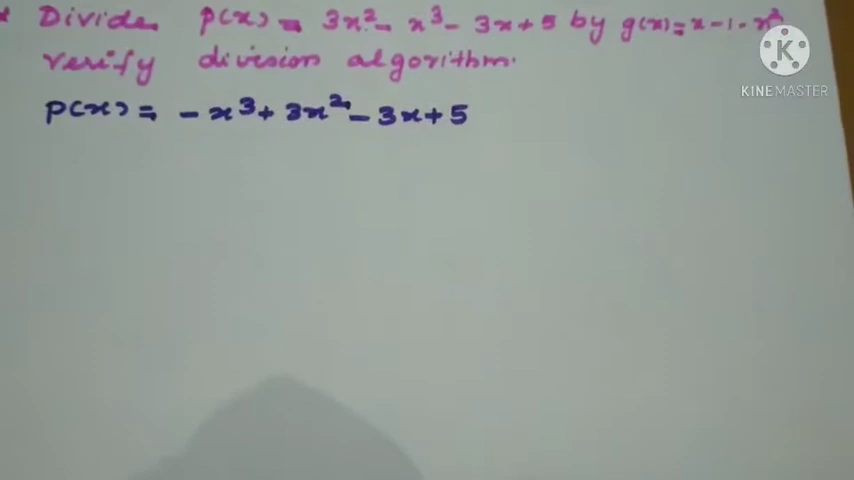 Divide p(x) = 3x² - x³ - 3x + 5 by g(x) = x - 1 - x²
verify division algorithm.
p(x) = - x³ + 3x² - 3x + 5
KINEMASTER